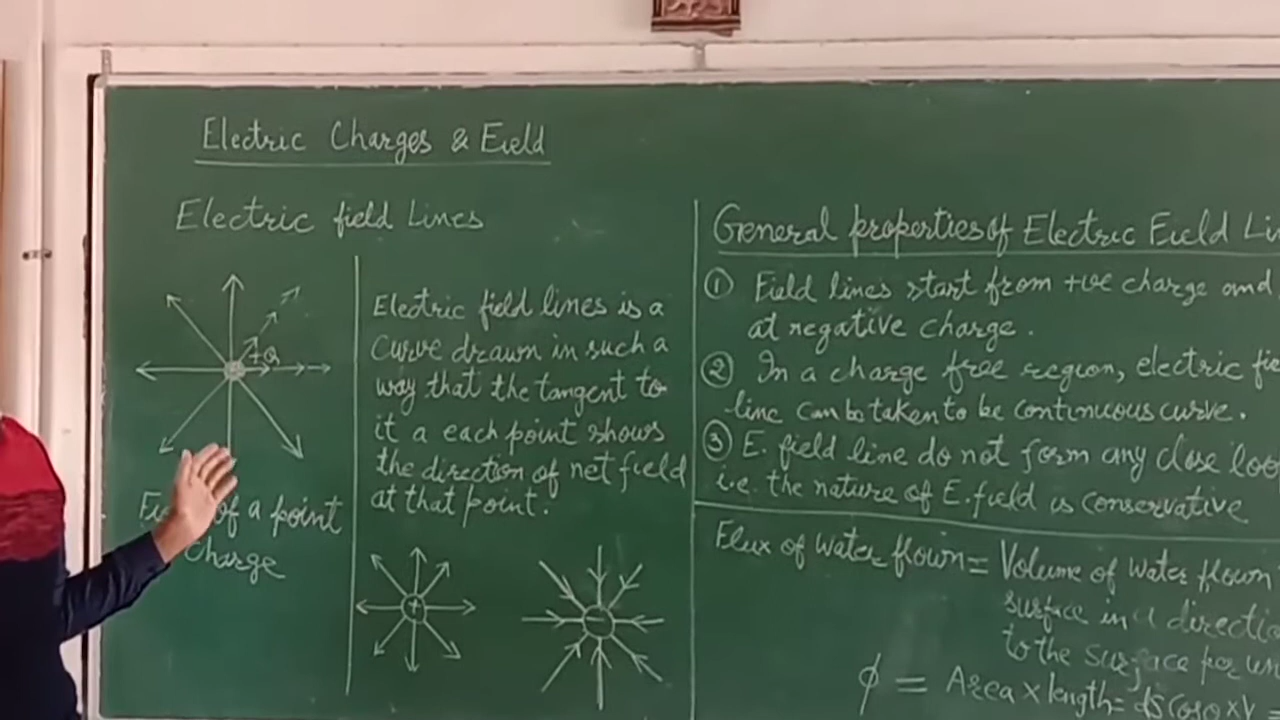 Electric Charges & Field
Electric field Lines
+Q
of a point
charge
Electric field lines is a
curve drawn in such a
way that the tangent to
it a each point shows
the direction of net field
at that point.
+
−
General properties of Electric Field
① Field lines start from +ve charge and
at negative charge.
② In a charge free region, electric
line can be taken to be continuous curve.
③ E. field line do not form any close
i.e. the nature of E. field is conservative
Flux of water flown = Volume of water flown
surface in a
to the surface per
ϕ = Area × length = ds cosθ × V =